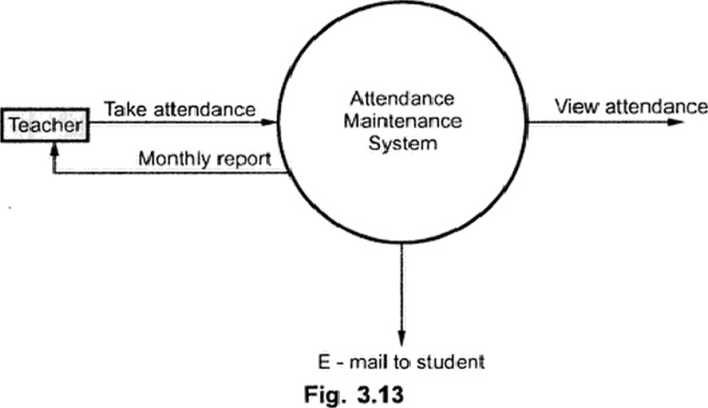 Teacher
Take attendance
Monthly report
Attendance
Maintenance
System
View attendance
E - mail to student
Fig. 3.13